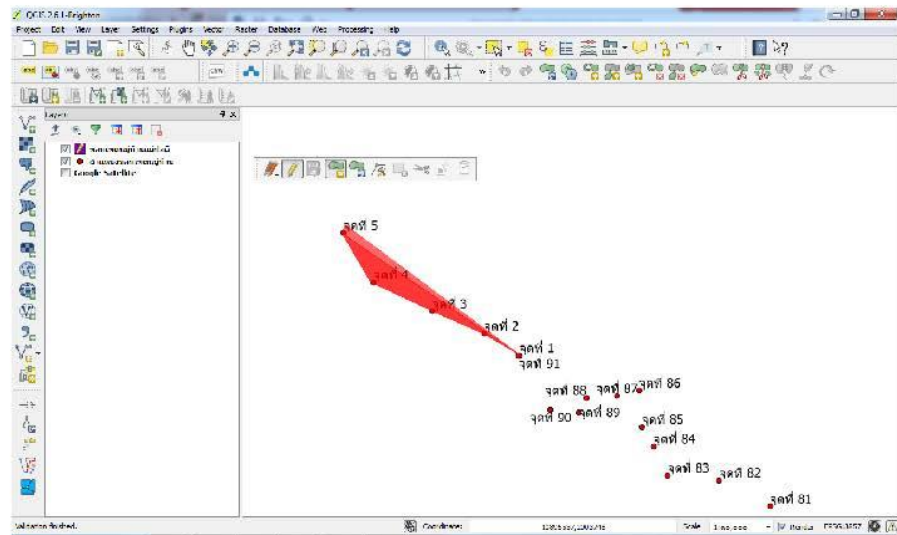 QGIS 2.6.1-Brighton
Project Edit View Layer Settings Plugins Vector Raster Database Web Processing Help
Layers
Google Satellite
จุดที่ 5
จุดที่ 4
จุดที่ 3
จุดที่ 2
จุดที่ 1
จุดที่ 91
จุดที่ 88
จุดที่ 87
จุดที่ 86
จุดที่ 90
จุดที่ 89
จุดที่ 85
จุดที่ 84
จุดที่ 83
จุดที่ 82
จุดที่ 81
Validation finished.
Coordinate:
Scale
Render
EPSG:3857